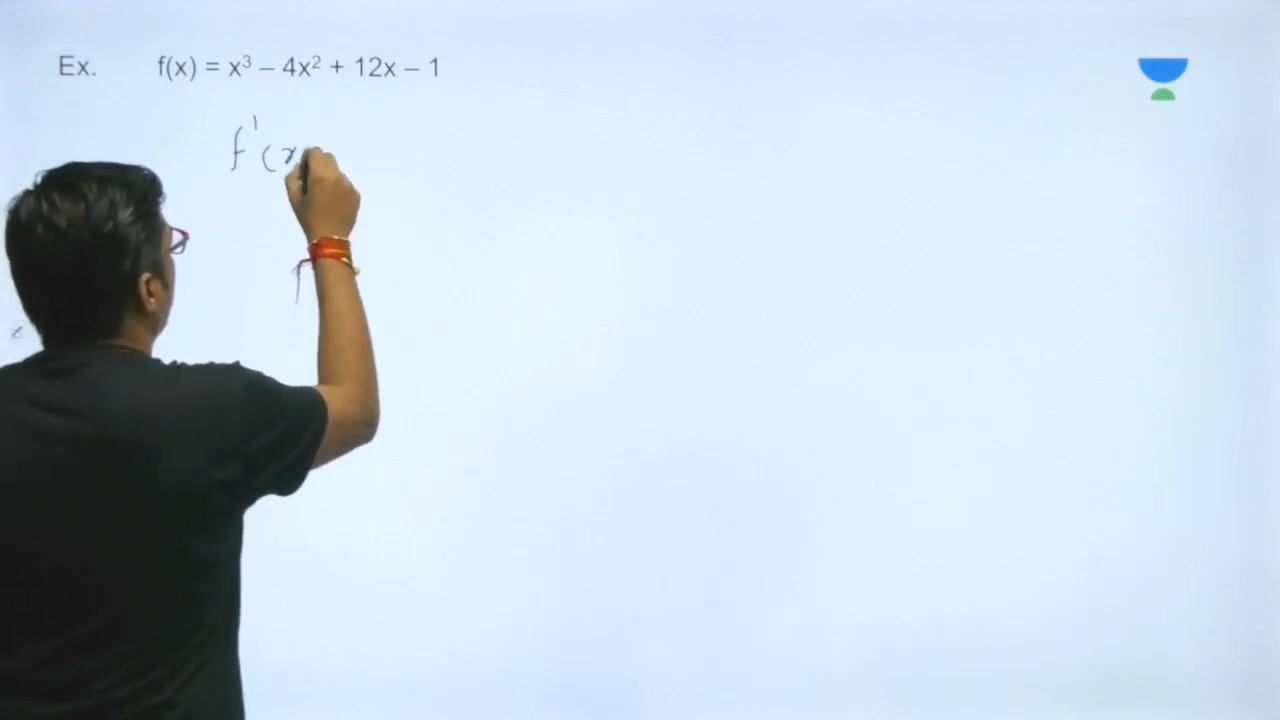 Ex. f(x) = x³ – 4x² + 12x – 1
f'(x